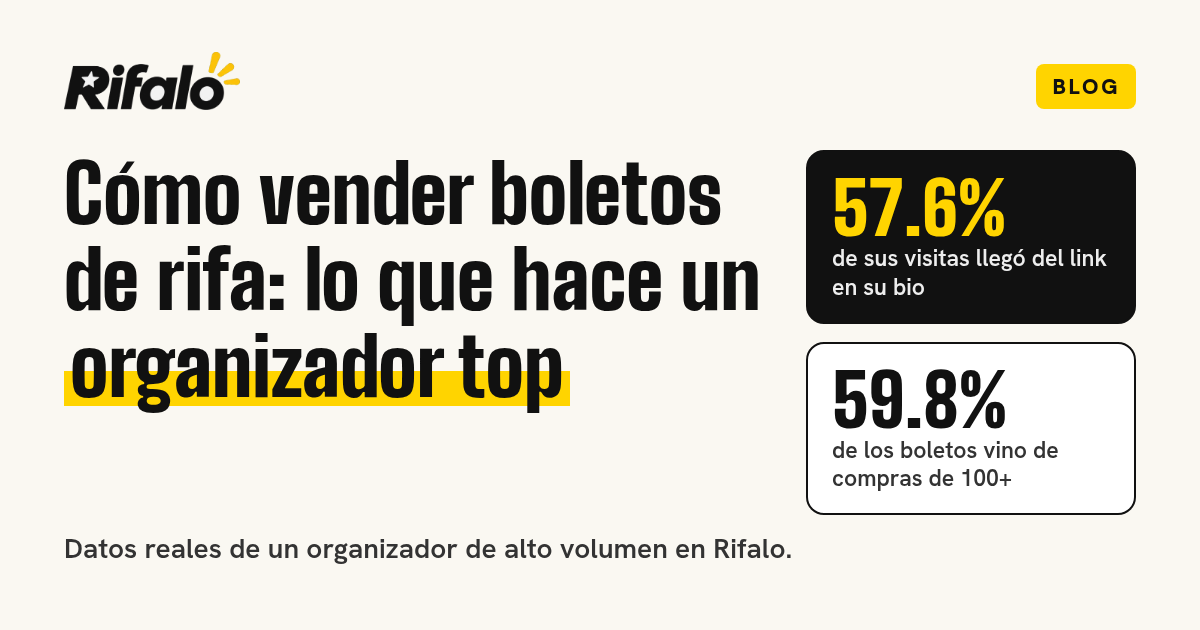 Rifalo
BLOG
Cómo vender boletos
de rifa: lo que hace un
organizador top
57.6%
de sus visitas llegó del link
en su bio
59.8%
de los boletos vino de
compras de 100+
Datos reales de un organizador de alto volumen en Rifalo.